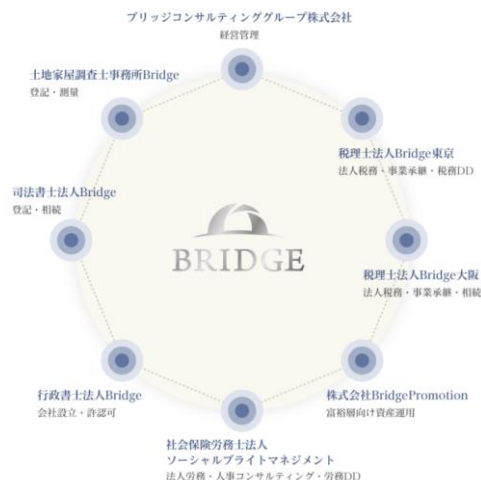 ブリッジコンサルティンググループ株式会社
経営管理
土地家屋調査士事務所Bridge
登記・測量
税理士法人Bridge東京
法人税務・事業承継・税務DD
司法書士法人Bridge
登記・相続
BRIDGE
税理士法人Bridge大阪
法人税務・事業承継・相続
行政書士法人Bridge
会社設立・許認可
株式会社BridgePromotion
富裕層向け資産運用
社会保険労務士法人
ソーシャルブライトマネジメント
法人労務・人事コンサルティング・労務DD